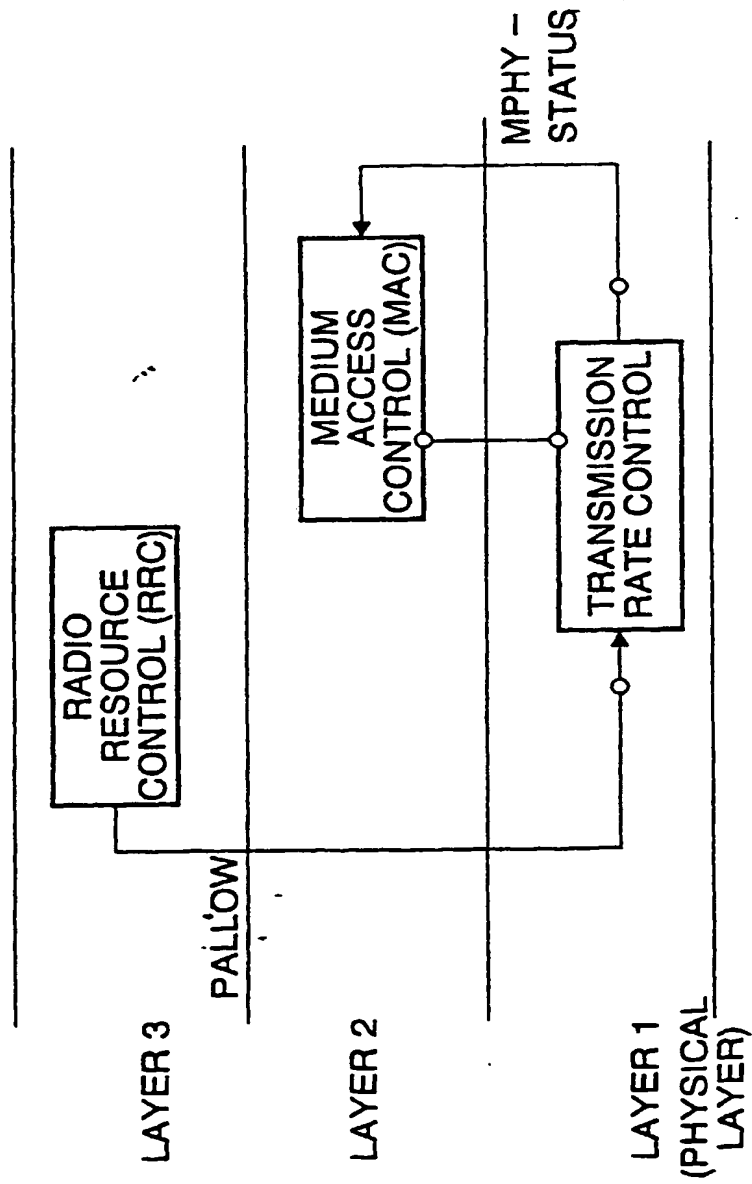 LAYER 3
RADIO
RESOURCE
CONTROL (RRC)
PALLOW
LAYER 2
MEDIUM
ACCESS
CONTROL (MAC)
MPHY –
STATUS
LAYER 1
(PHYSICAL
LAYER)
TRANSMISSION
RATE CONTROL